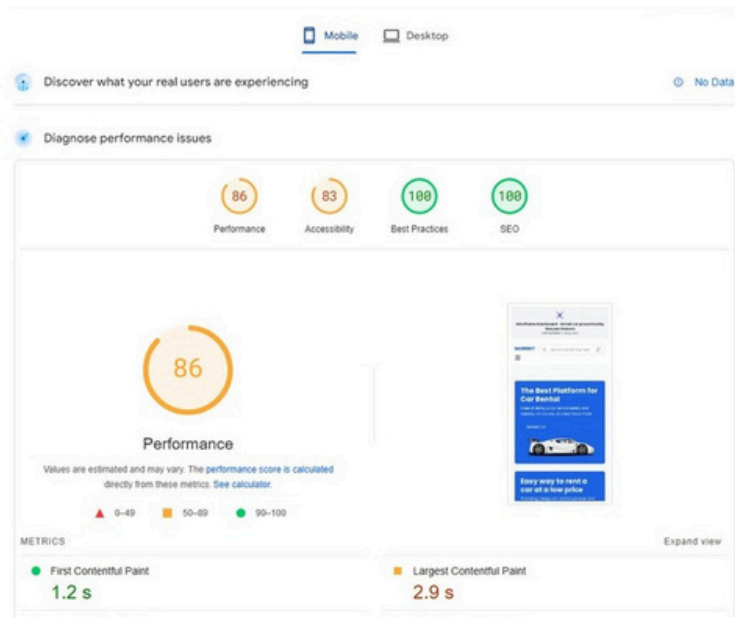 Mobile
Desktop
Discover what your real users are experiencing
No Data
Diagnose performance issues
86
83
100
100
Performance
Accessibility
Best Practices
SEO
86
Performance
Values are estimated and may vary. The performance score is calculated
directly from these metrics. See calculator.
0–49
50–89
90–100
The Best Platform for
Car Rental
Easy way to rent a
car at a low price
METRICS
Expand view
First Contentful Paint
1.2 s
Largest Contentful Paint
2.9 s